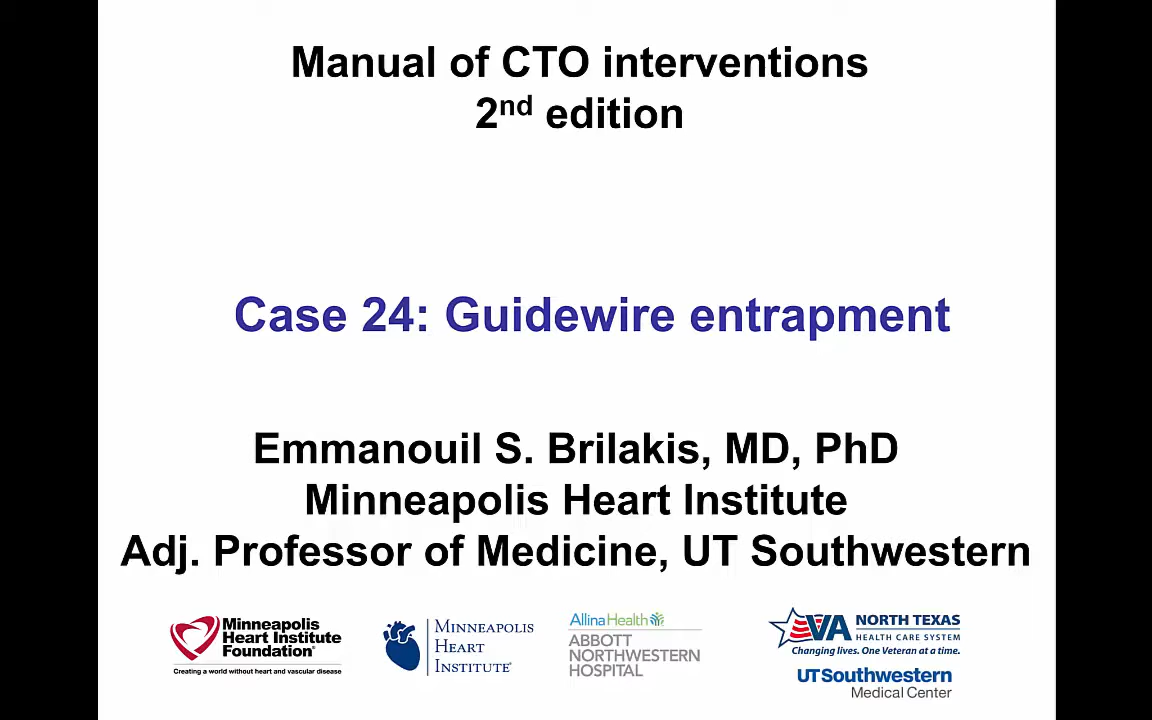 Manual of CTO interventions
2nd edition
Case 24: Guidewire entrapment
Emmanouil S. Brilakis, MD, PhD
Minneapolis Heart Institute
Adj. Professor of Medicine, UT Southwestern
Minneapolis
Heart Institute
Foundation®
Creating a world without heart and vascular disease
MINNEAPOLIS
HEART
INSTITUTE®
AllinaHealth
ABBOTT
NORTHWESTERN
HOSPITAL
VA NORTH TEXAS
HEALTH CARE SYSTEM
Changing lives. One Veteran at a time.
UTSouthwestern
Medical Center